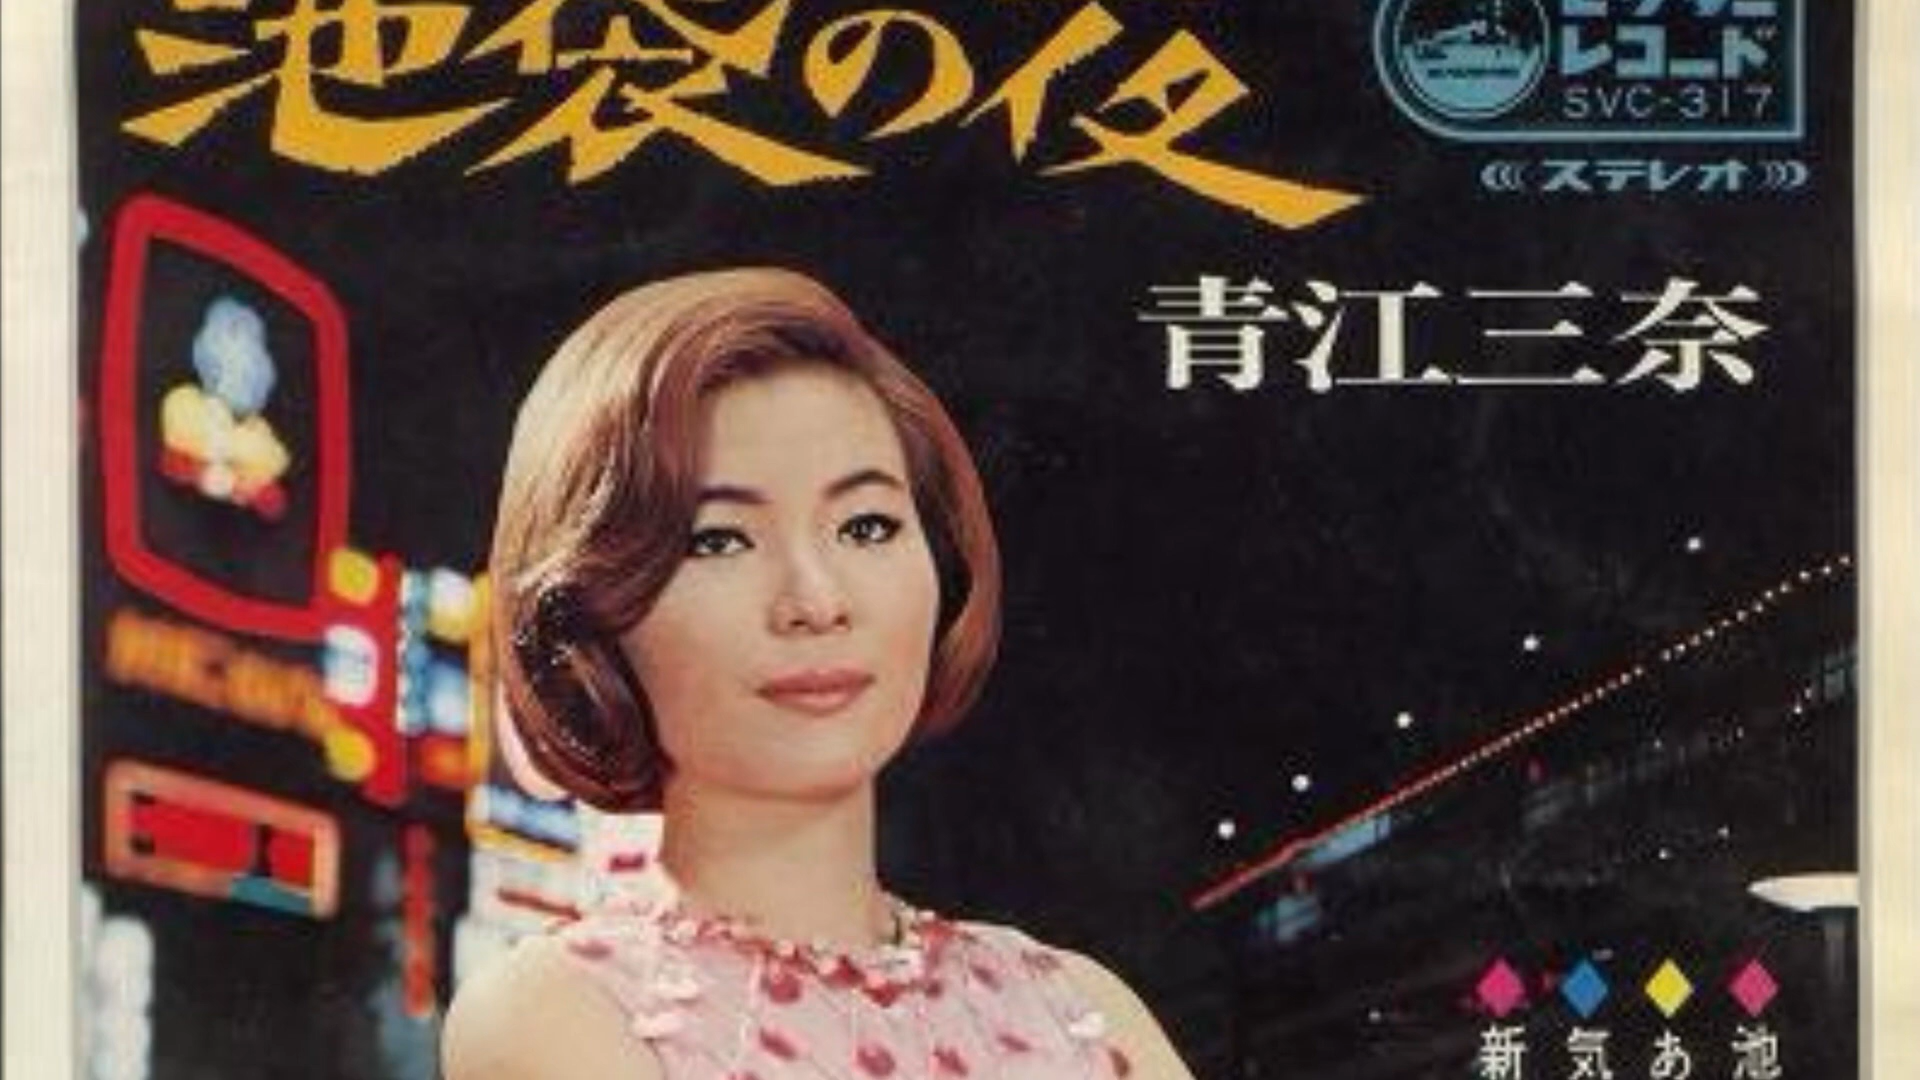 池袋の夜
ビクター
レコード
SVC-317
ステレオ
青江三奈
池
あ
気
新